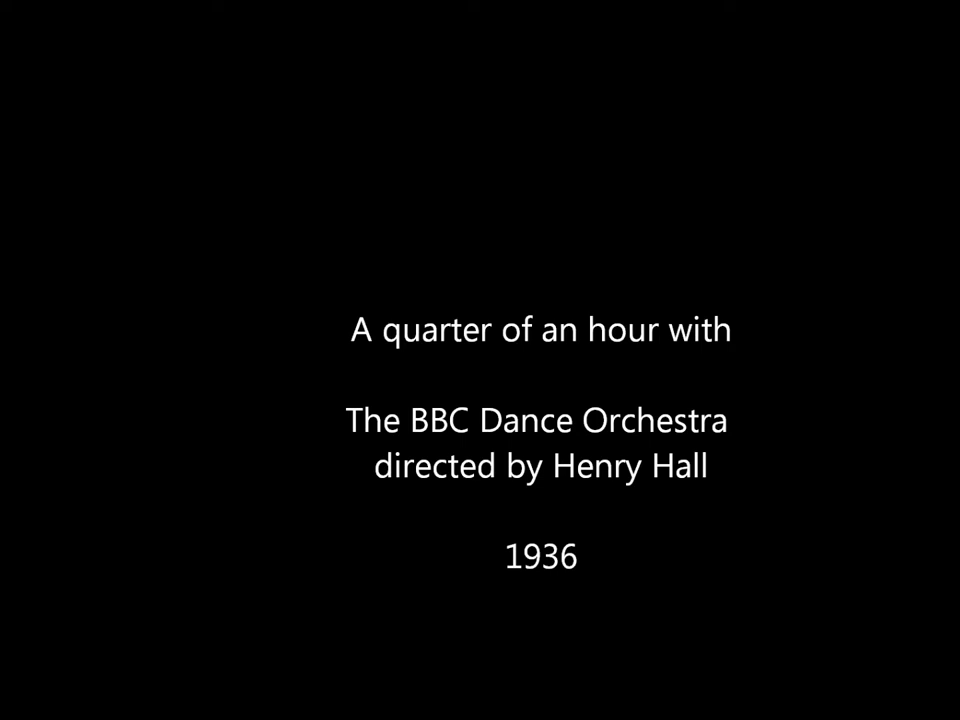 A quarter of an hour with
The BBC Dance Orchestra
directed by Henry Hall
1936